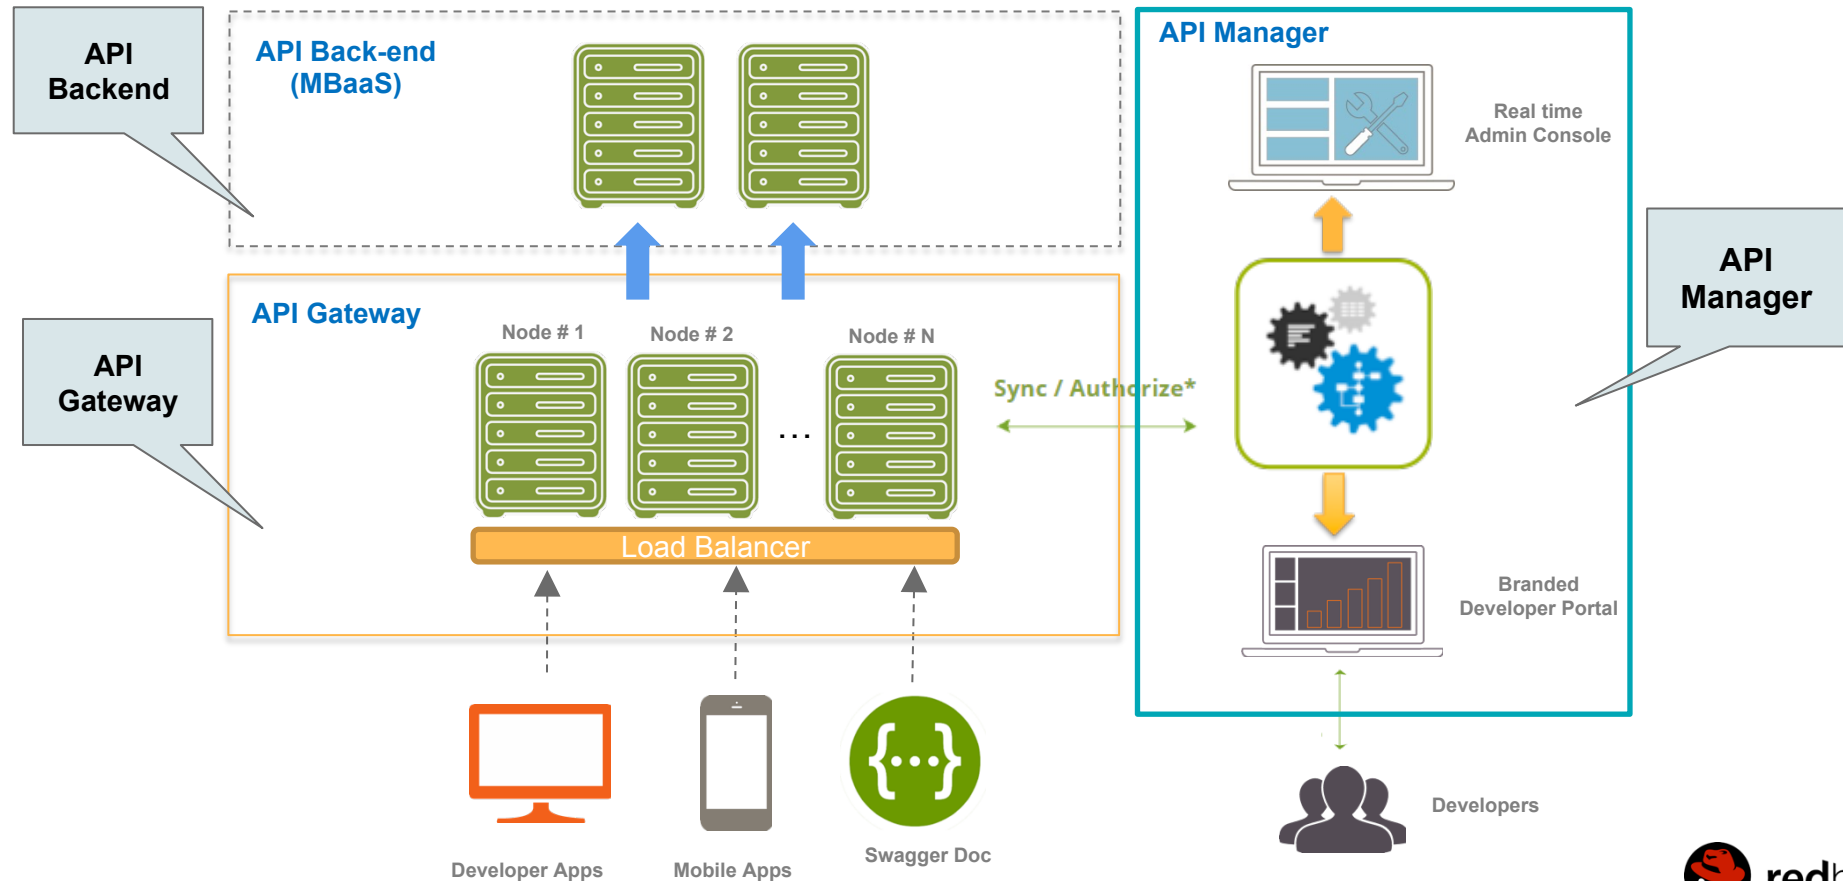 API
Backend
API Back-end
(MBaaS)
API Manager
Real time
Admin Console
API
Manager
API Gateway
API
Gateway
Node # 1
Node # 2
Node # N
...
Sync / Authorize*
Load Balancer
Branded
Developer Portal
{...}
Developer Apps
Mobile Apps
Swagger Doc
Developers